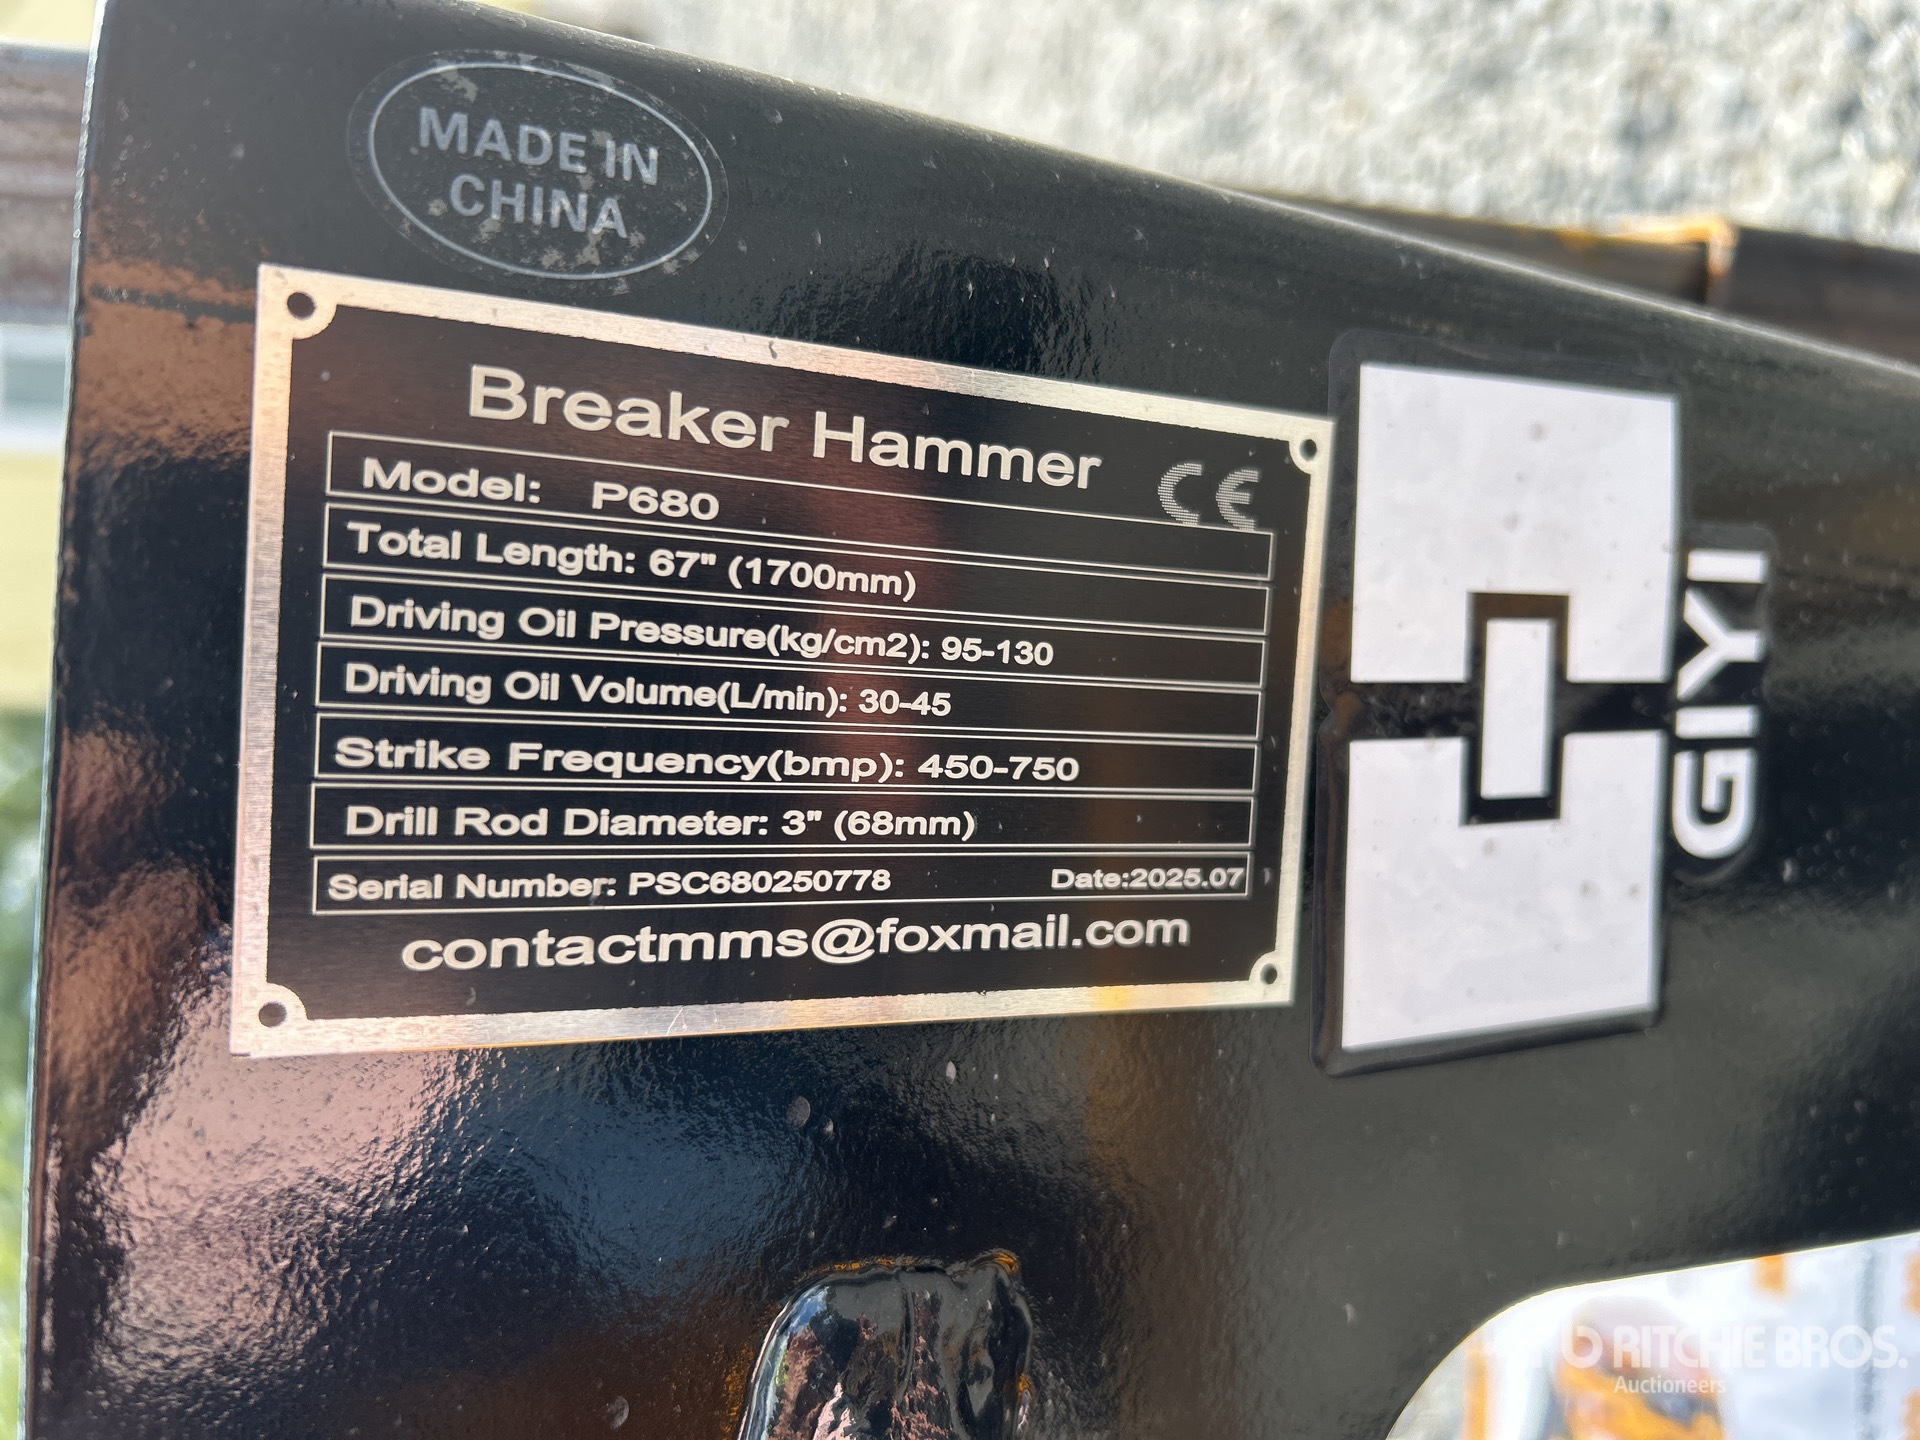 MADE IN
CHINA
Breaker Hammer
CE
Model: P680
Total Length: 67" (1700mm)
Driving Oil Pressure(kg/cm2): 95-130
Driving Oil Volume(L/min): 30-45
Strike Frequency(bmp): 450-750
Drill Rod Diameter: 3" (68mm)
Serial Number: PSC680250778 Date:2025.07
contactmms@foxmail.com
GIYI
RITCHIE BROS.
Auctioneers